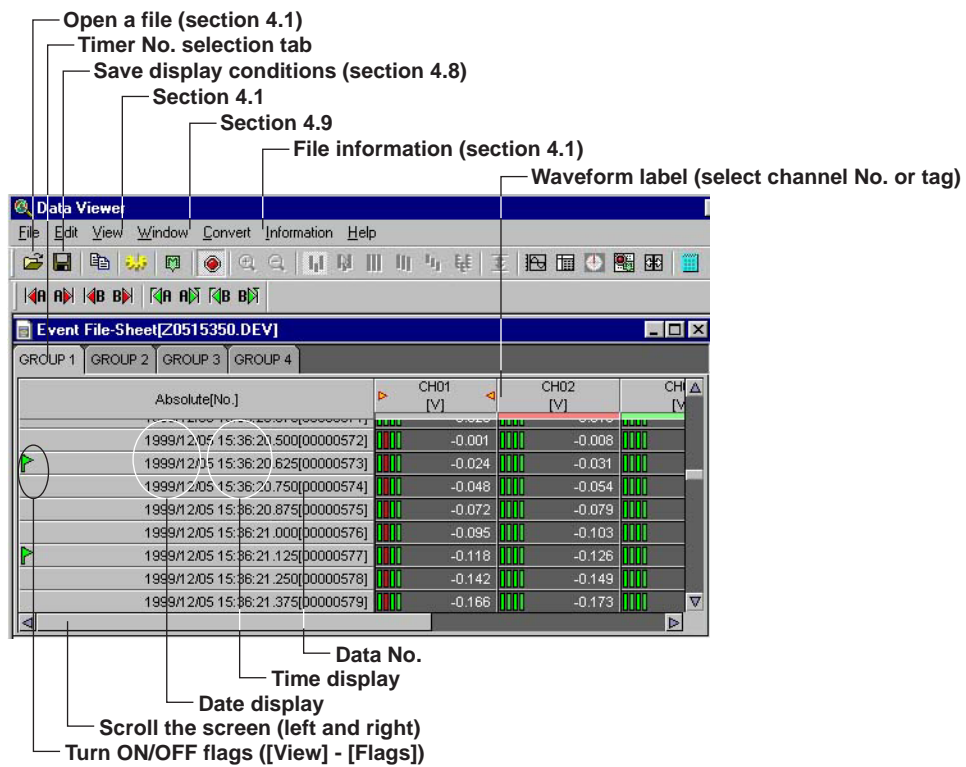 Open a file (section 4.1)
Timer No. selection tab
Save display conditions (section 4.8)
Section 4.1
Section 4.9
File information (section 4.1)
Waveform label (select channel No. or tag)
Data Viewer
File Edit View Window Convert Information Help
A A B B A A B B
Event File-Sheet[Z0515350.DEV]
GROUP 1 GROUP 2 GROUP 3 GROUP 4
Absolute[No.] CH01 [V] CH02 [V]
1999/12/05 15:36:20.500[00000572] -0.001 -0.008
1999/12/05 15:36:20.625[00000573] -0.024 -0.031
1999/12/05 15:36:20.750[00000574] -0.048 -0.054
1999/12/05 15:36:20.875[00000575] -0.072 -0.079
1999/12/05 15:36:21.000[00000576] -0.095 -0.103
1999/12/05 15:36:21.125[00000577] -0.118 -0.126
1999/12/05 15:36:21.250[00000578] -0.142 -0.149
1999/12/05 15:36:21.375[00000579] -0.166 -0.173
Data No.
Time display
Date display
Scroll the screen (left and right)
Turn ON/OFF flags ([View] - [Flags])